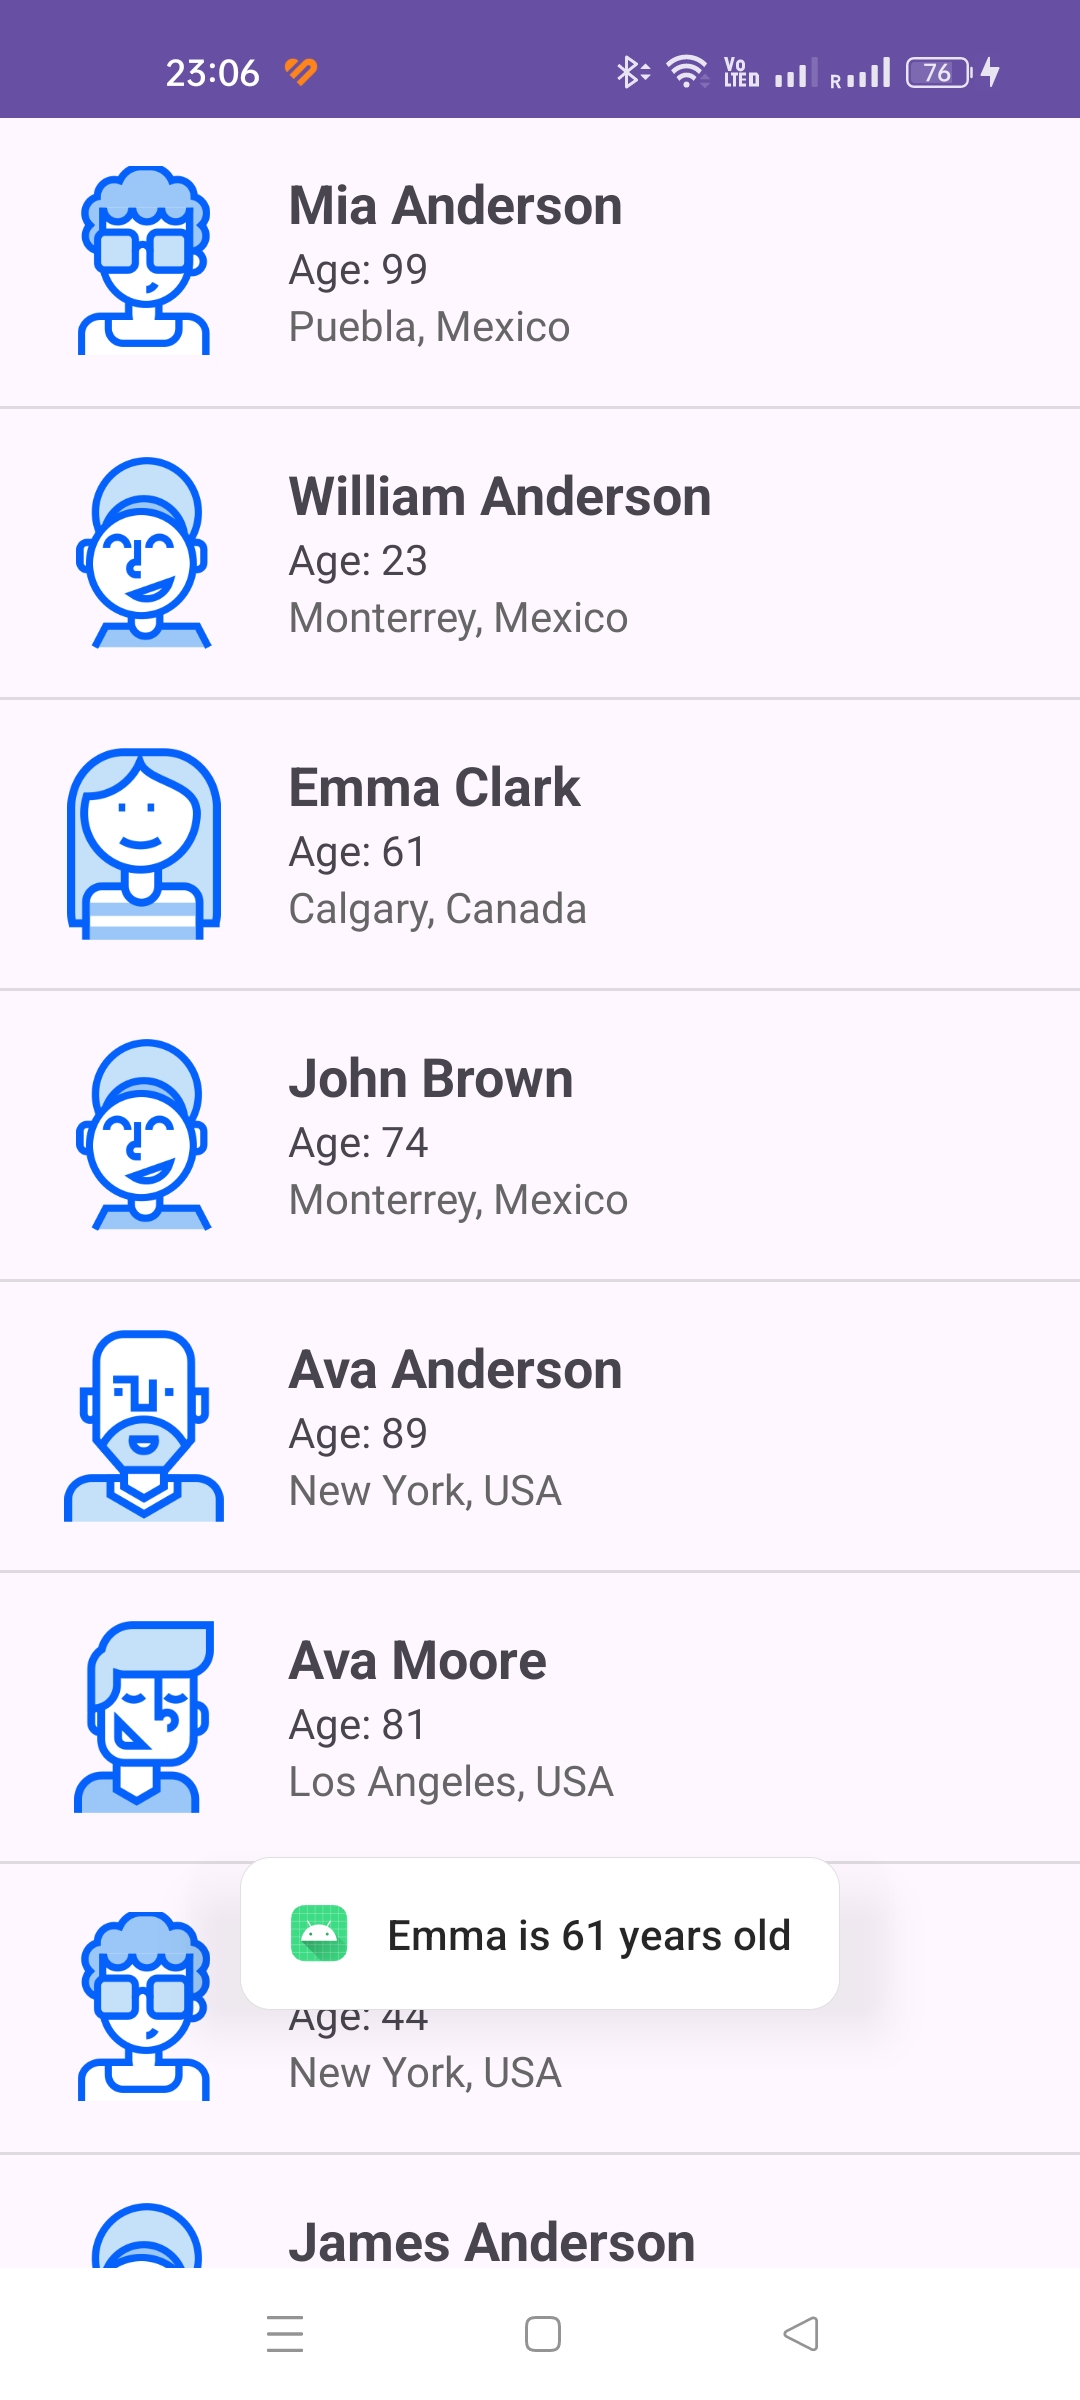 23:06
Vo
LTED
R
76
Mia Anderson
Age: 99
Puebla, Mexico
William Anderson
Age: 23
Monterrey, Mexico
Emma Clark
Age: 61
Calgary, Canada
John Brown
Age: 74
Monterrey, Mexico
Ava Anderson
Age: 89
New York, USA
Ava Moore
Age: 81
Los Angeles, USA
Emma is 61 years old
Age: 44
New York, USA
James Anderson